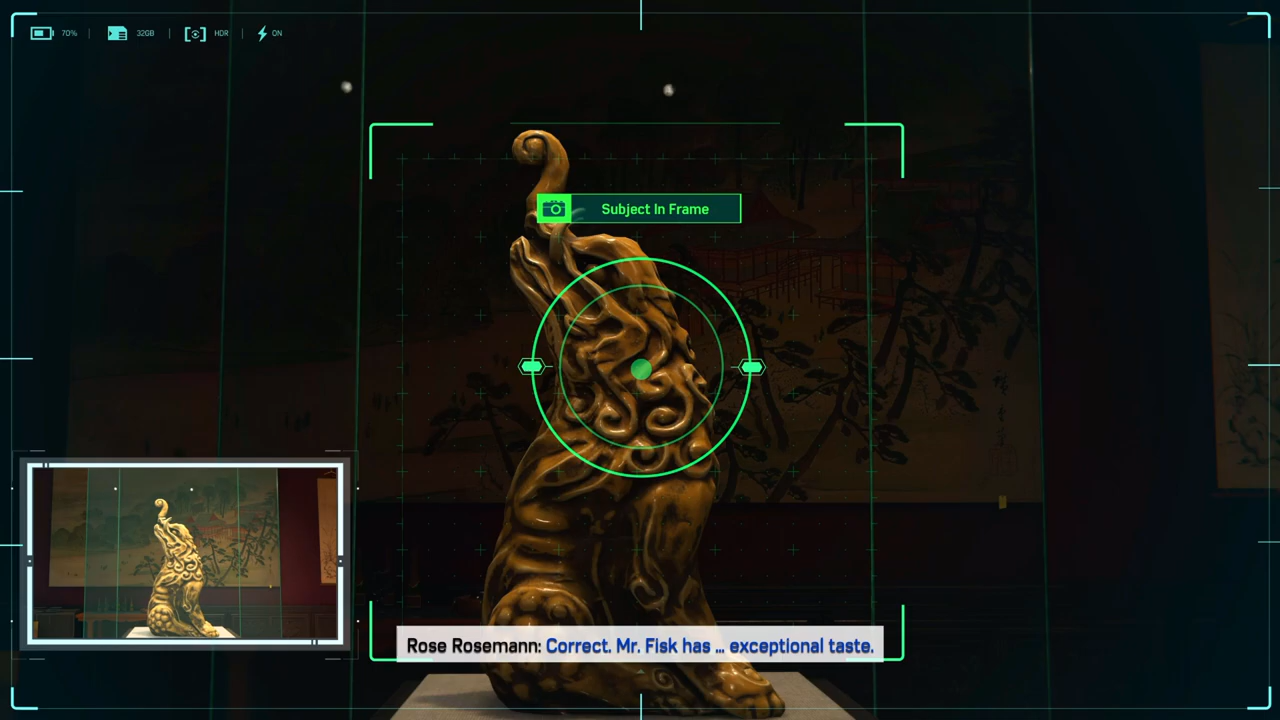 70%
32GB
HDR
ON
Subject In Frame
Rose Rosemann: Correct. Mr. Fisk has ... exceptional taste.